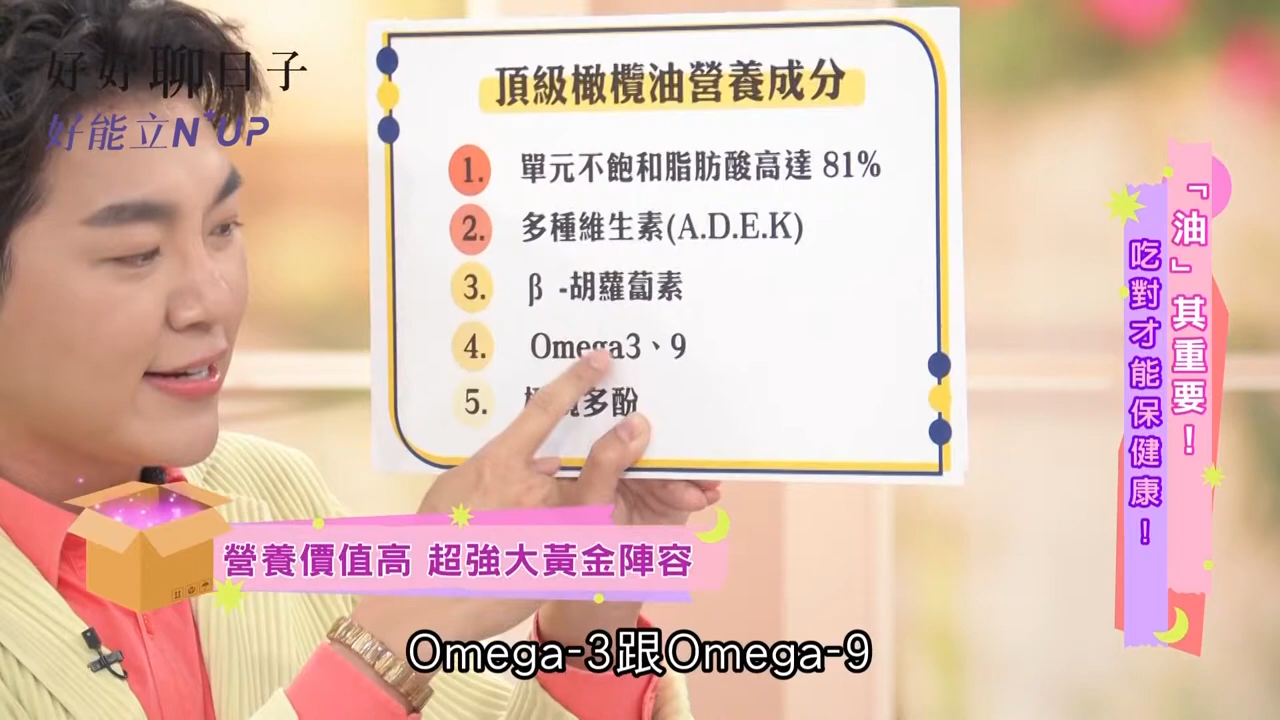 好好聊日子
好能立N*UP
頂級橄欖油營養成分
1. 單元不飽和脂肪酸高達 81%
2. 多種維生素(A.D.E.K)
3. β -胡蘿蔔素
4. Omega3、9
5. 多酚
「油」其重要!
吃對才能保健康!
營養價值高 超強大黃金陣容
Omega-3跟Omega-9